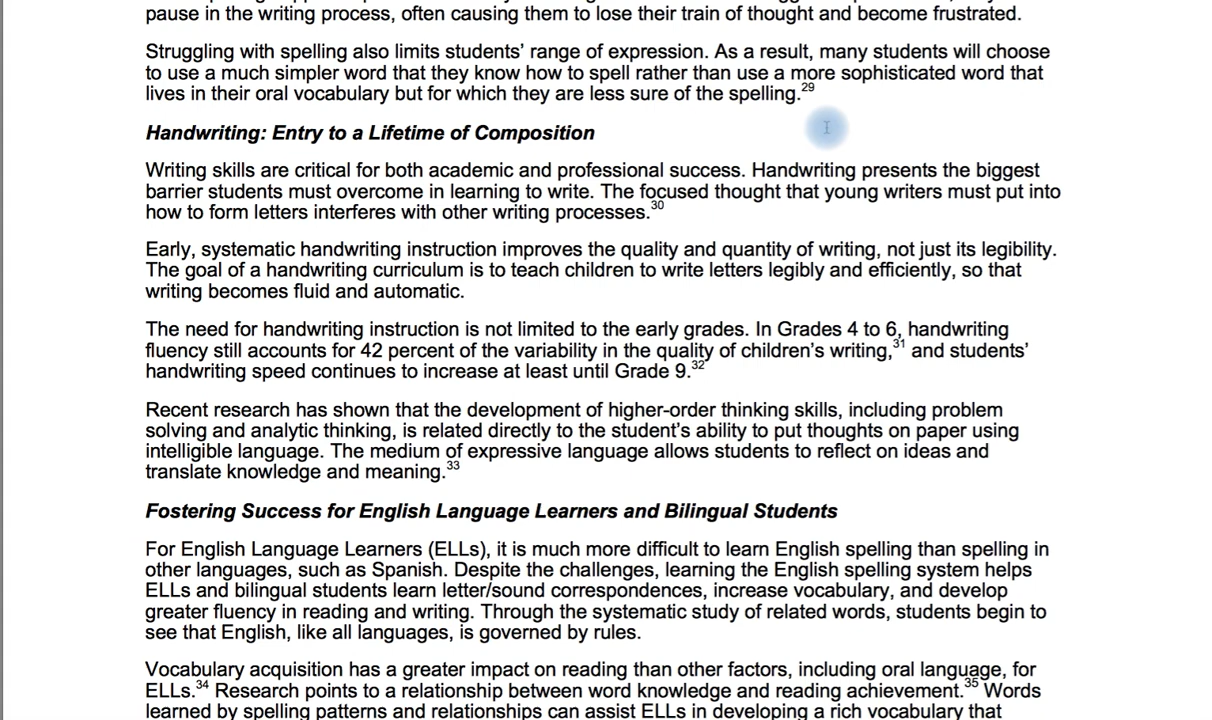 pause in the writing process, often causing them to lose their train of thought and become frustrated.
Struggling with spelling also limits students' range of expression. As a result, many students will choose
to use a much simpler word that they know how to spell rather than use a more sophisticated word that
lives in their oral vocabulary but for which they are less sure of the spelling.29
Handwriting: Entry to a Lifetime of Composition
Writing skills are critical for both academic and professional success. Handwriting presents the biggest
barrier students must overcome in learning to write. The focused thought that young writers must put into
how to form letters interferes with other writing processes.30
Early, systematic handwriting instruction improves the quality and quantity of writing, not just its legibility.
The goal of a handwriting curriculum is to teach children to write letters legibly and efficiently, so that
writing becomes fluid and automatic.
The need for handwriting instruction is not limited to the early grades. In Grades 4 to 6, handwriting
fluency still accounts for 42 percent of the variability in the quality of children's writing,31 and students'
handwriting speed continues to increase at least until Grade 9.32
Recent research has shown that the development of higher-order thinking skills, including problem
solving and analytic thinking, is related directly to the student's ability to put thoughts on paper using
intelligible language. The medium of expressive language allows students to reflect on ideas and
translate knowledge and meaning.33
Fostering Success for English Language Learners and Bilingual Students
For English Language Learners (ELLs), it is much more difficult to learn English spelling than spelling in
other languages, such as Spanish. Despite the challenges, learning the English spelling system helps
ELLs and bilingual students learn letter/sound correspondences, increase vocabulary, and develop
greater fluency in reading and writing. Through the systematic study of related words, students begin to
see that English, like all languages, is governed by rules.
Vocabulary acquisition has a greater impact on reading than other factors, including oral language, for
ELLs.34 Research points to a relationship between word knowledge and reading achievement.35 Words
learned by spelling patterns and relationships can assist ELLs in developing a rich vocabulary that